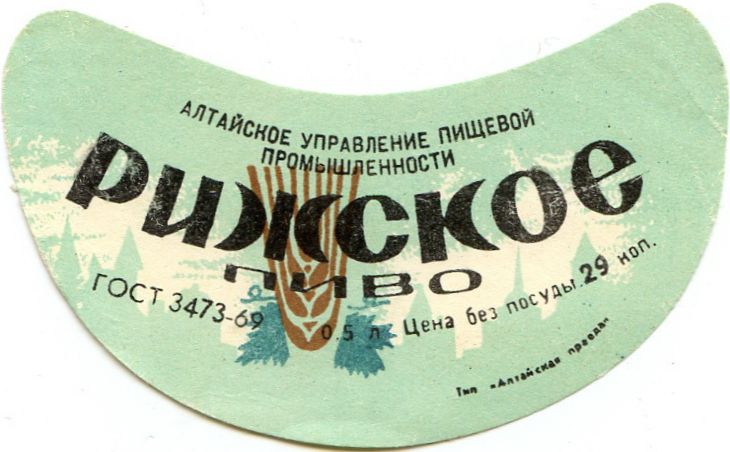 АЛТАЙСКОЕ УПРАВЛЕНИЕ ПИЩЕВОЙ
ПРОМЫШЛЕННОСТИ
РИЖСКОЕ
ПИВО
ГОСТ 3473-69 0,5 л. Цена без посуды 29 коп.
Тип «Алтайская правда»